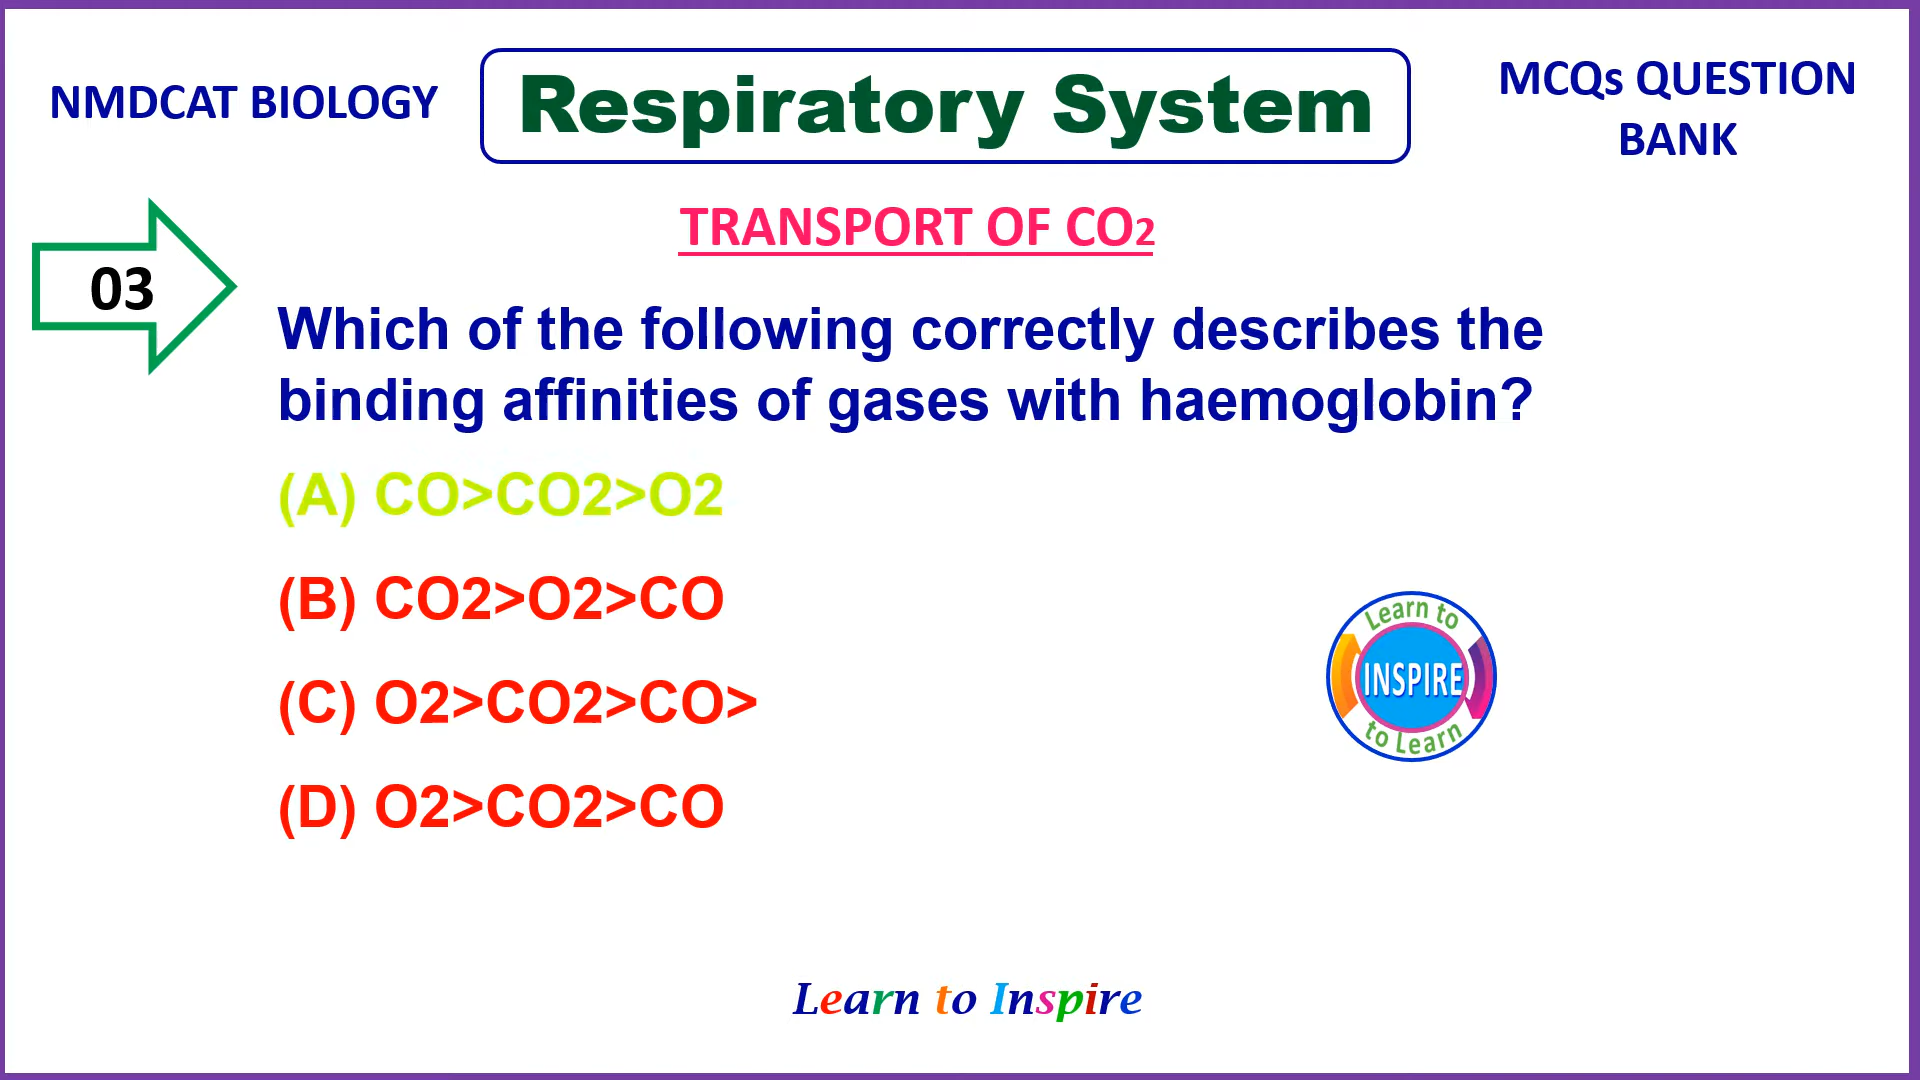 NMDCAT BIOLOGY
Respiratory System
MCQs QUESTION
BANK
TRANSPORT OF CO2
03
Which of the following correctly describes the
binding affinities of gases with haemoglobin?
(A) CO>CO2>O2
(B) CO2>O2>CO
(C) O2>CO2>CO>
(D) O2>CO2>CO
Learn to
INSPIRE
to Learn
Learn to Inspire